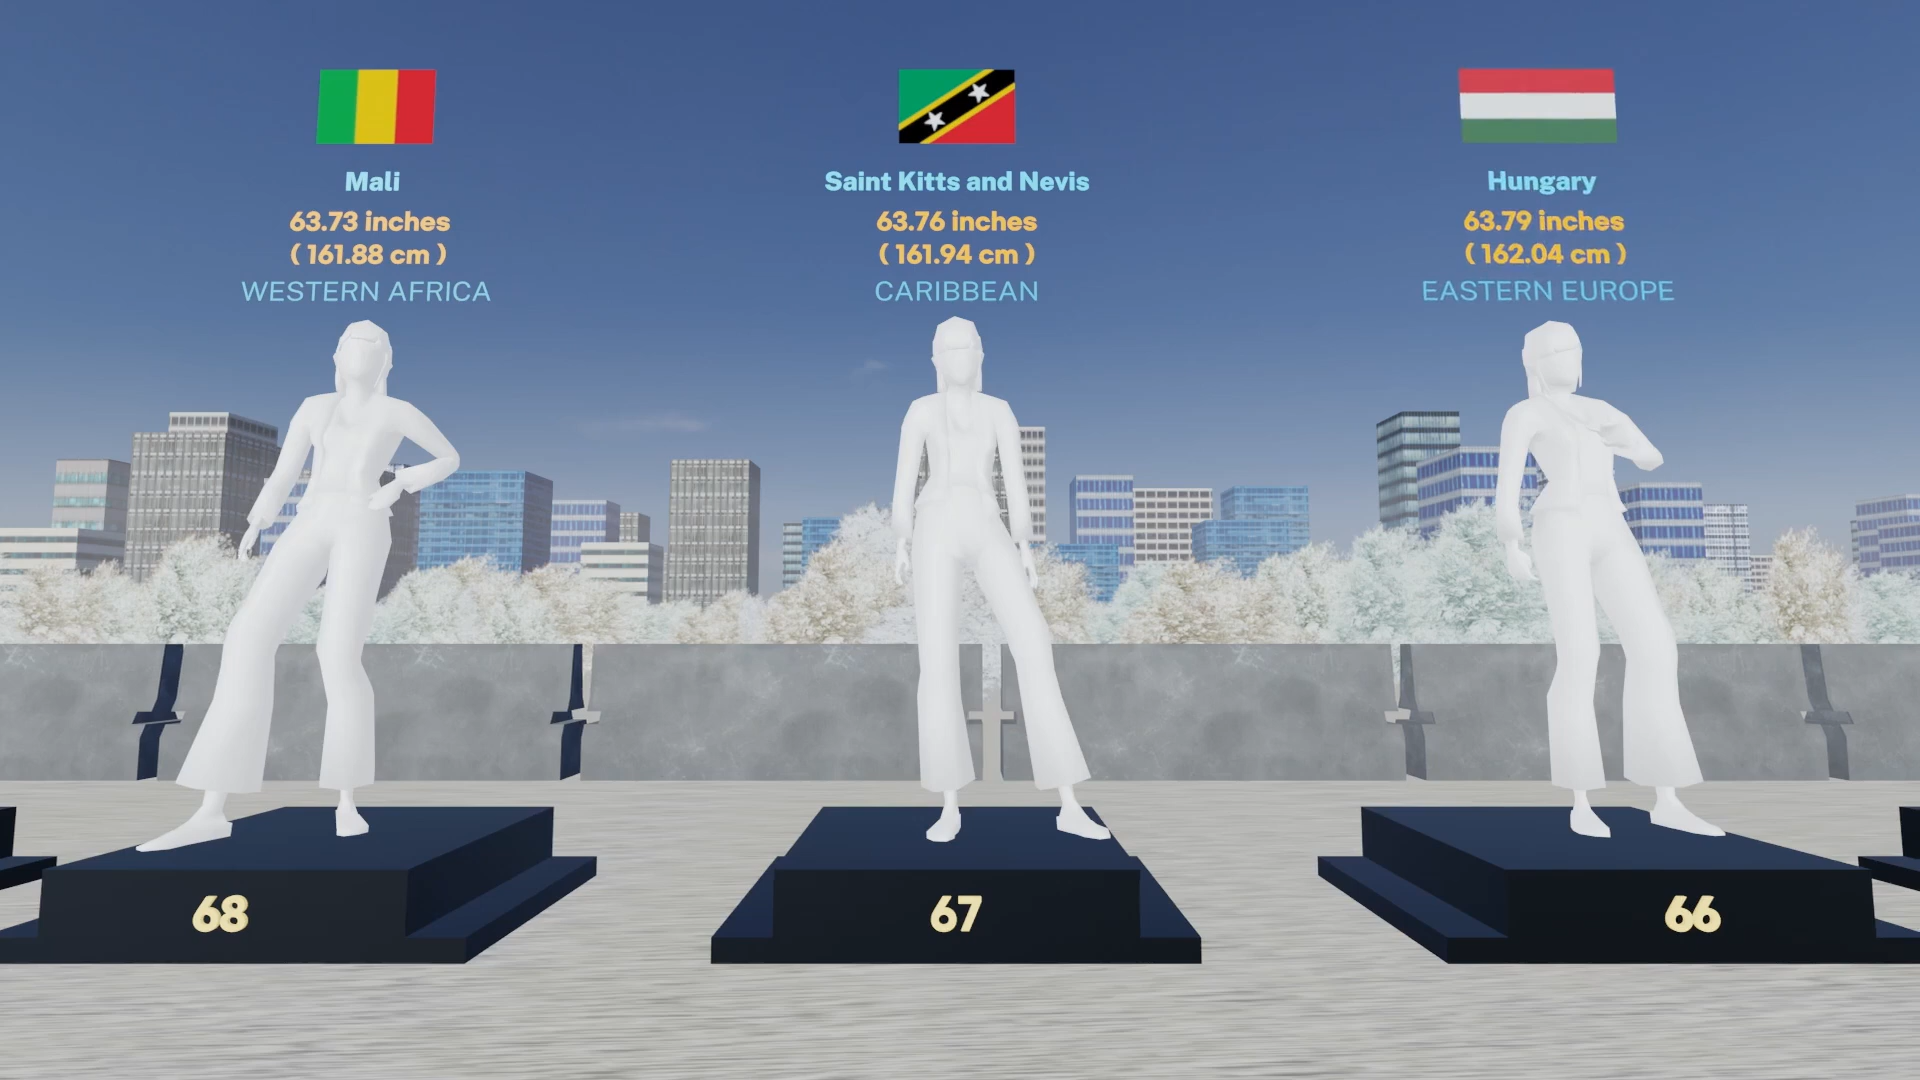 Mali
63.73 inches
( 161.88 cm )
WESTERN AFRICA
68
Saint Kitts and Nevis
63.76 inches
( 161.94 cm )
CARIBBEAN
67
Hungary
63.79 inches
( 162.04 cm )
EASTERN EUROPE
66